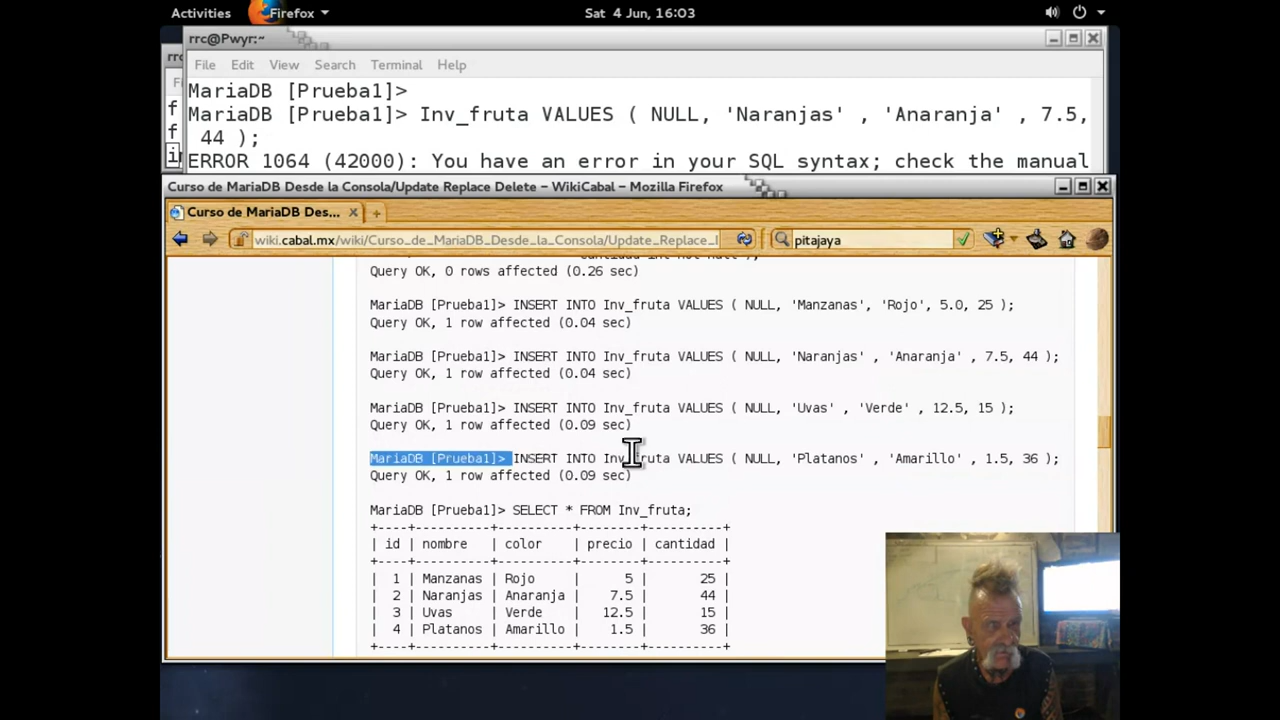 Activities Firefox Sat 4 Jun, 16:03
rrc@Pwyr:~
File Edit View Search Terminal Help
MariaDB [Prueba1]>
MariaDB [Prueba1]> Inv_fruta VALUES ( NULL, 'Naranjas' , 'Anaranja' , 7.5,
44 );
ERROR 1064 (42000): You have an error in your SQL syntax; check the manual
Curso de MariaDB Desde la Consola/Update Replace Delete – WikiCabal – Mozilla Firefox
Curso de MariaDB Des...
wiki.cabal.mx/wiki/Curso_de_MariaDB_Desde_la_Consola/Update_Replace_ pitajaya
Query OK, 0 rows affected (0.26 sec)
MariaDB [Prueba1]> INSERT INTO Inv_fruta VALUES ( NULL, 'Manzanas', 'Rojo', 5.0, 25 );
Query OK, 1 row affected (0.04 sec)
MariaDB [Prueba1]> INSERT INTO Inv_fruta VALUES ( NULL, 'Naranjas' , 'Anaranja' , 7.5, 44 );
Query OK, 1 row affected (0.04 sec)
MariaDB [Prueba1]> INSERT INTO Inv_fruta VALUES ( NULL, 'Uvas' , 'Verde' , 12.5, 15 );
Query OK, 1 row affected (0.09 sec)
MariaDB [Prueba1]> INSERT INTO Inv_fruta VALUES ( NULL, 'Platanos' , 'Amarillo' , 1.5, 36 );
Query OK, 1 row affected (0.09 sec)
MariaDB [Prueba1]> SELECT * FROM Inv_fruta;
+----+----------+----------+--------+----------+
| id | nombre | color | precio | cantidad |
+----+----------+----------+--------+----------+
| 1 | Manzanas | Rojo | 5 | 25 |
| 2 | Naranjas | Anaranja | 7.5 | 44 |
| 3 | Uvas | Verde | 12.5 | 15 |
| 4 | Platanos | Amarillo | 1.5 | 36 |
+----+----------+----------+--------+----------+